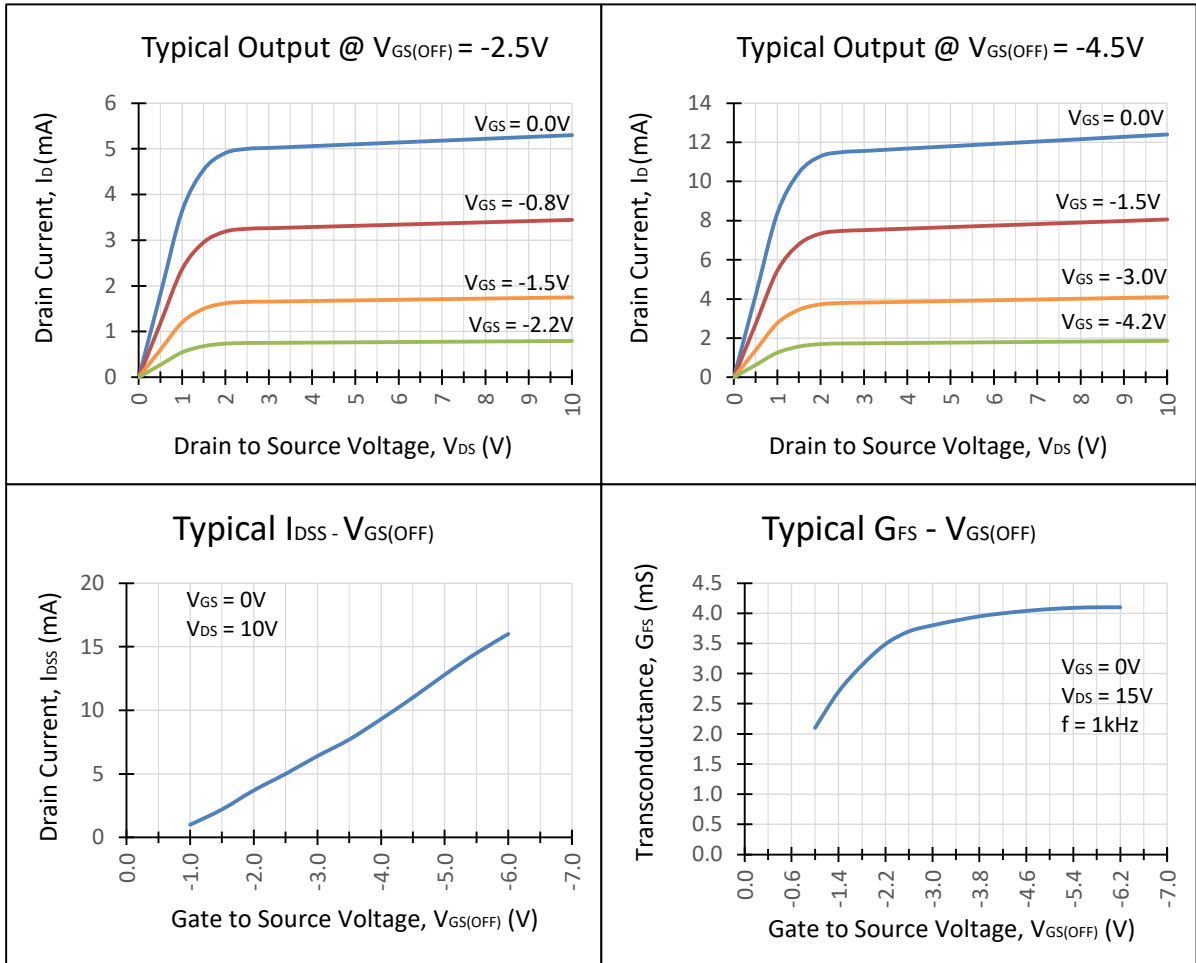 Typical Output @ VGS(OFF) = -2.5V
Drain Current, ID (mA)
6
5
4
3
2
1
0
VGS = 0.0V
VGS = -0.8V
VGS = -1.5V
VGS = -2.2V
0 1 2 3 4 5 6 7 8 9 10
Drain to Source Voltage, VDS (V)
Typical Output @ VGS(OFF) = -4.5V
Drain Current, ID (mA)
14
12
10
8
6
4
2
0
VGS = 0.0V
VGS = -1.5V
VGS = -3.0V
VGS = -4.2V
0 1 2 3 4 5 6 7 8 9 10
Drain to Source Voltage, VDS (V)
Typical IDSS - VGS(OFF)
Drain Current, IDSS (mA)
20
15
10
5
0
VGS = 0V
VDS = 10V
0.0 -1.0 -2.0 -3.0 -4.0 -5.0 -6.0 -7.0
Gate to Source Voltage, VGS(OFF) (V)
Typical GFS - VGS(OFF)
Transconductance, GFS (mS)
4.5
4.0
3.5
3.0
2.5
2.0
1.5
1.0
0.5
0.0
VGS = 0V
VDS = 15V
f = 1kHz
0.0 -0.6 -1.4 -2.2 -3.0 -3.8 -4.6 -5.4 -6.2 -7.0
Gate to Source Voltage, VGS(OFF) (V)